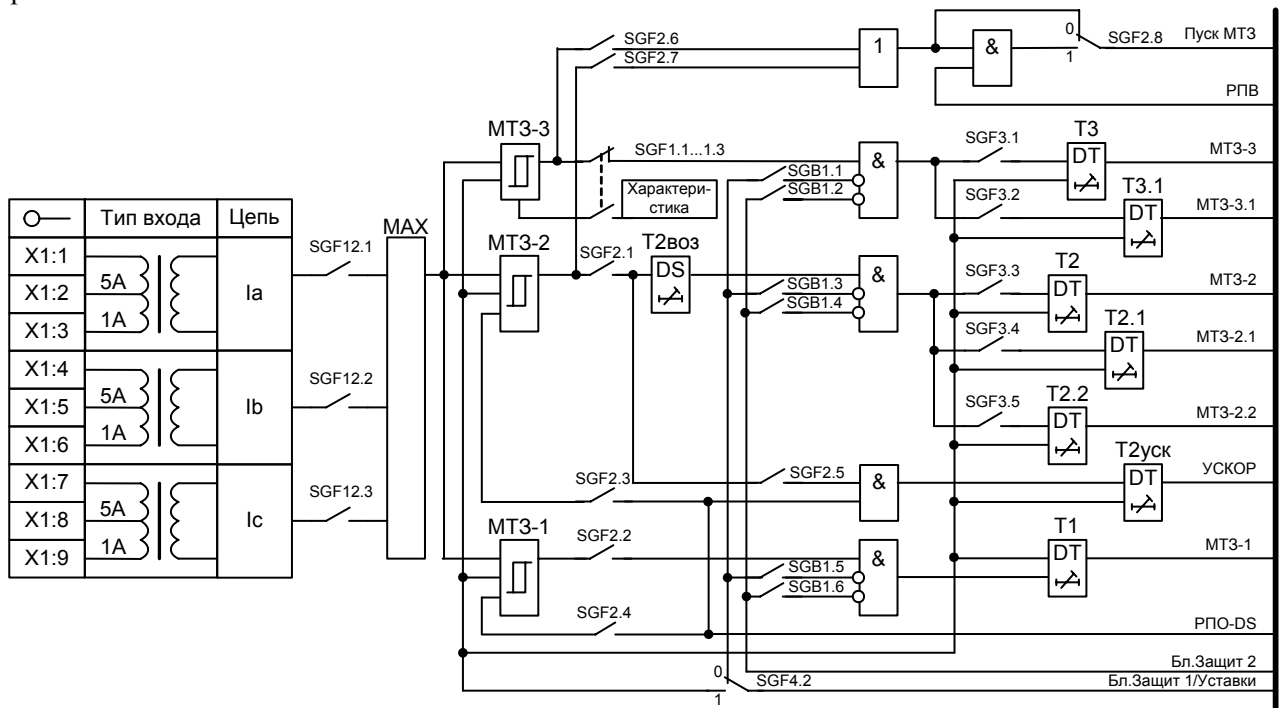 SGF2.6
0
SGF2.8
Пуск МТЗ
1
&
SGF2.7
1
РПВ
МТЗ-3
SGF1.1...1.3
&
SGF3.1
Т3
DT
МТЗ-3
SGB1.1
SGB1.2
Характери-
стика
SGF3.2
Т3.1
DT
МТЗ-3.1
Тип входа
Цепь
MAX
X1:1
X1:2
X1:3
5А
1А
Ia
SGF12.1
МТЗ-2
SGF2.1
Т2воз
DS
&
SGB1.3
SGB1.4
SGF3.3
Т2
DT
МТЗ-2
SGF3.4
Т2.1
DT
МТЗ-2.1
X1:4
X1:5
X1:6
5А
1А
Ib
SGF12.2
SGF3.5
Т2.2
DT
МТЗ-2.2
X1:7
X1:8
X1:9
5А
1А
Ic
SGF12.3
SGF2.3
SGF2.5
&
Т2уск
DT
УСКОР
МТЗ-1
SGF2.2
&
SGB1.5
SGB1.6
Т1
DT
МТЗ-1
SGF2.4
РПО-DS
Бл.Защит 2
0
SGF4.2
1
Бл.Защит 1/Уставки